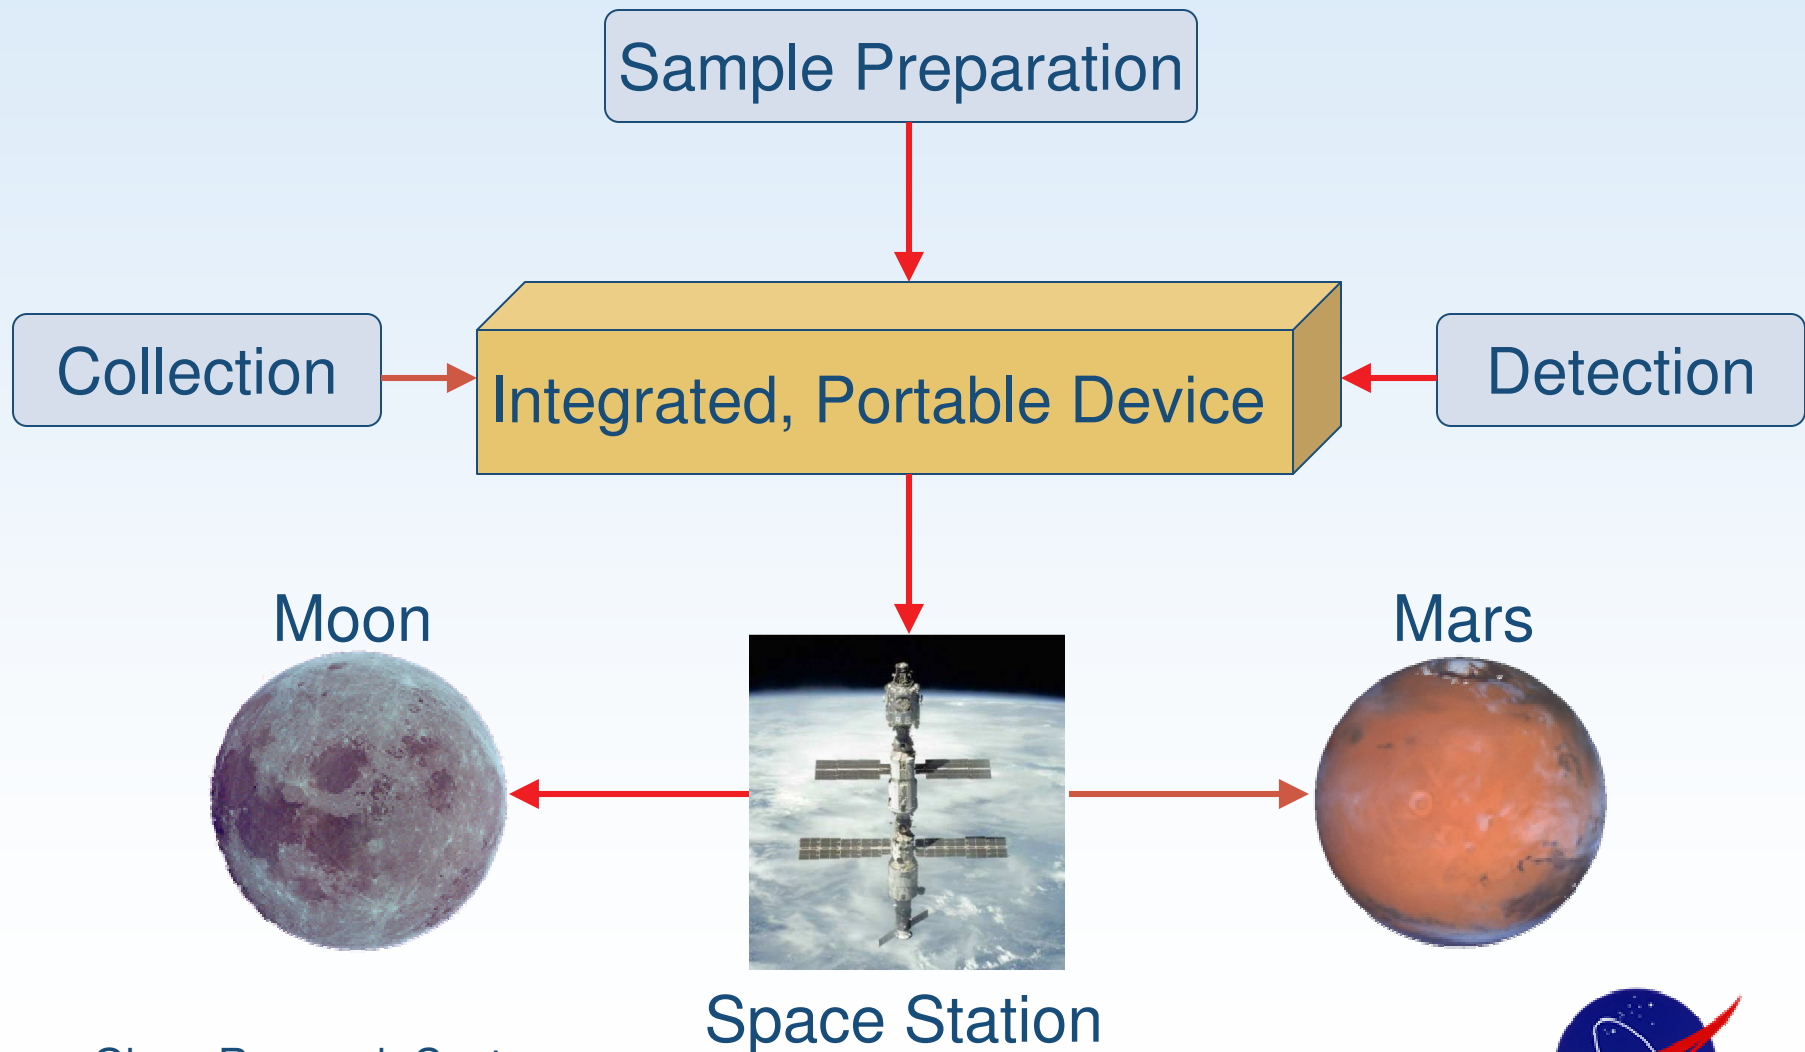 Sample Preparation
Collection
Integrated, Portable Device
Detection
Moon
Mars
Space Station